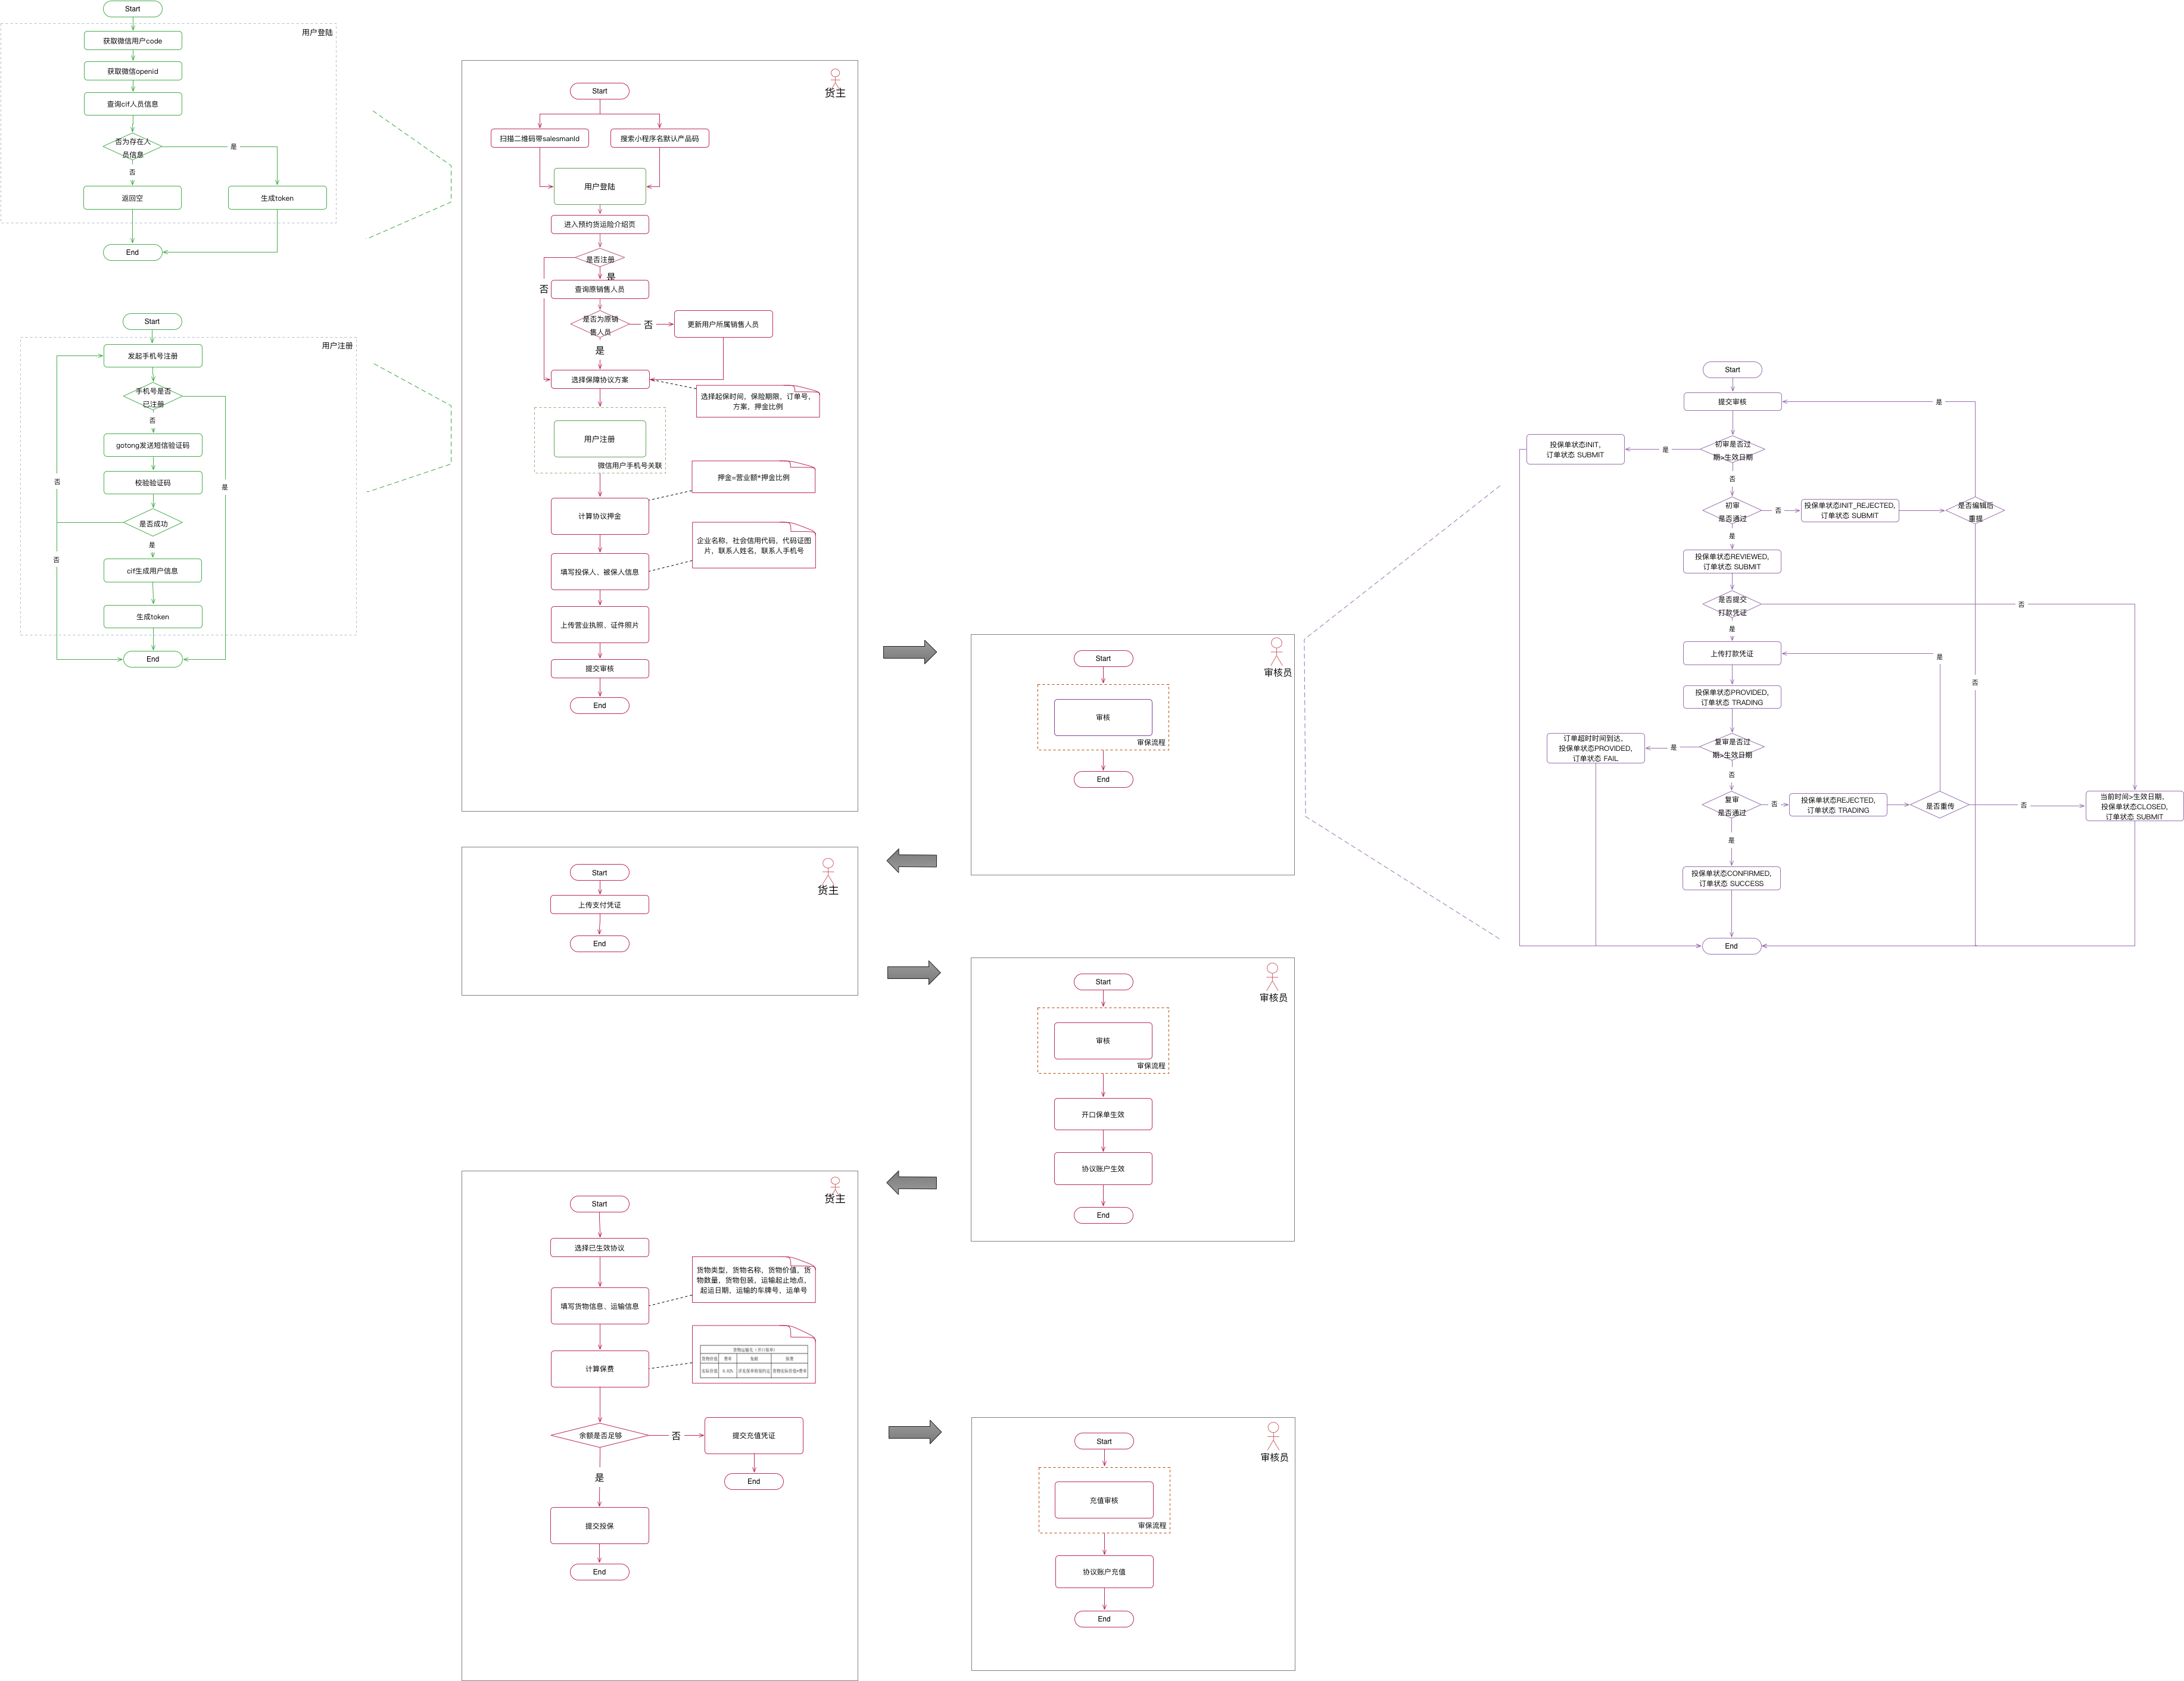 Start
用户登陆
获取微信用户code
获取微信openid
查询cif人员信息
否为存在人
员信息
是
否
返回空
生成token
End
Start
用户注册
发起手机号注册
手机号是否
已注册
否
gotong发送短信验证码
校验验证码
否
是
是否成功
是
否
cif生成用户信息
生成token
End
货主
Start
扫描二维码带salesmanId
搜索小程序名默认产品码
用户登陆
进入预约货运险介绍页
是否注册
是
否
查询原销售人员
是否为原销
售人员
否
更新用户所属销售人员
是
选择保障协议方案
选择起保时间，保险期限，订单号，
方案，押金比例
用户注册
微信用户手机号关联
押金=营业额*押金比例
计算协议押金
企业名称，社会信用代码，代码证图
片，联系人姓名，联系人手机号
填写投保人、被保人信息
上传营业执照、证件照片
提交审核
End
审核员
Start
审核
审保流程
End
货主
Start
上传支付凭证
End
审核员
Start
审核
审保流程
开口保单生效
协议账户生效
End
货主
Start
选择已生效协议
货物类型，货物名称，货物价值，货
物数量，货物包装，运输起止地点，
起运日期，运输的车牌号，运单号
填写货物信息、运输信息
货物价值 费率 免赔 保费
计算保费
余额是否足够
否
提交充值凭证
End
是
提交投保
End
审核员
Start
充值审核
审保流程
协议账户充值
End
Start
提交审核
是
初审是否过
期>生效日期
是
投保单状态INIT，
订单状态 SUBMIT
否
初审
是否通过
否
投保单状态INIT_REJECTED，
订单状态 SUBMIT
是否编辑后
重提
是
投保单状态REVIEWED，
订单状态 SUBMIT
是否提交
打款凭证
否
是
上传打款凭证
是
否
投保单状态PROVIDED，
订单状态 TRADING
复审是否过
期>生效日期
是
订单超时时间到达，
投保单状态PROVIDED，
订单状态 FAIL
否
复审
是否通过
否
投保单状态REJECTED，
订单状态 TRADING
是否重传
否
当前时间>生效日期，
投保单状态CLOSED，
订单状态 SUBMIT
是
投保单状态CONFIRMED，
订单状态 SUCCESS
End